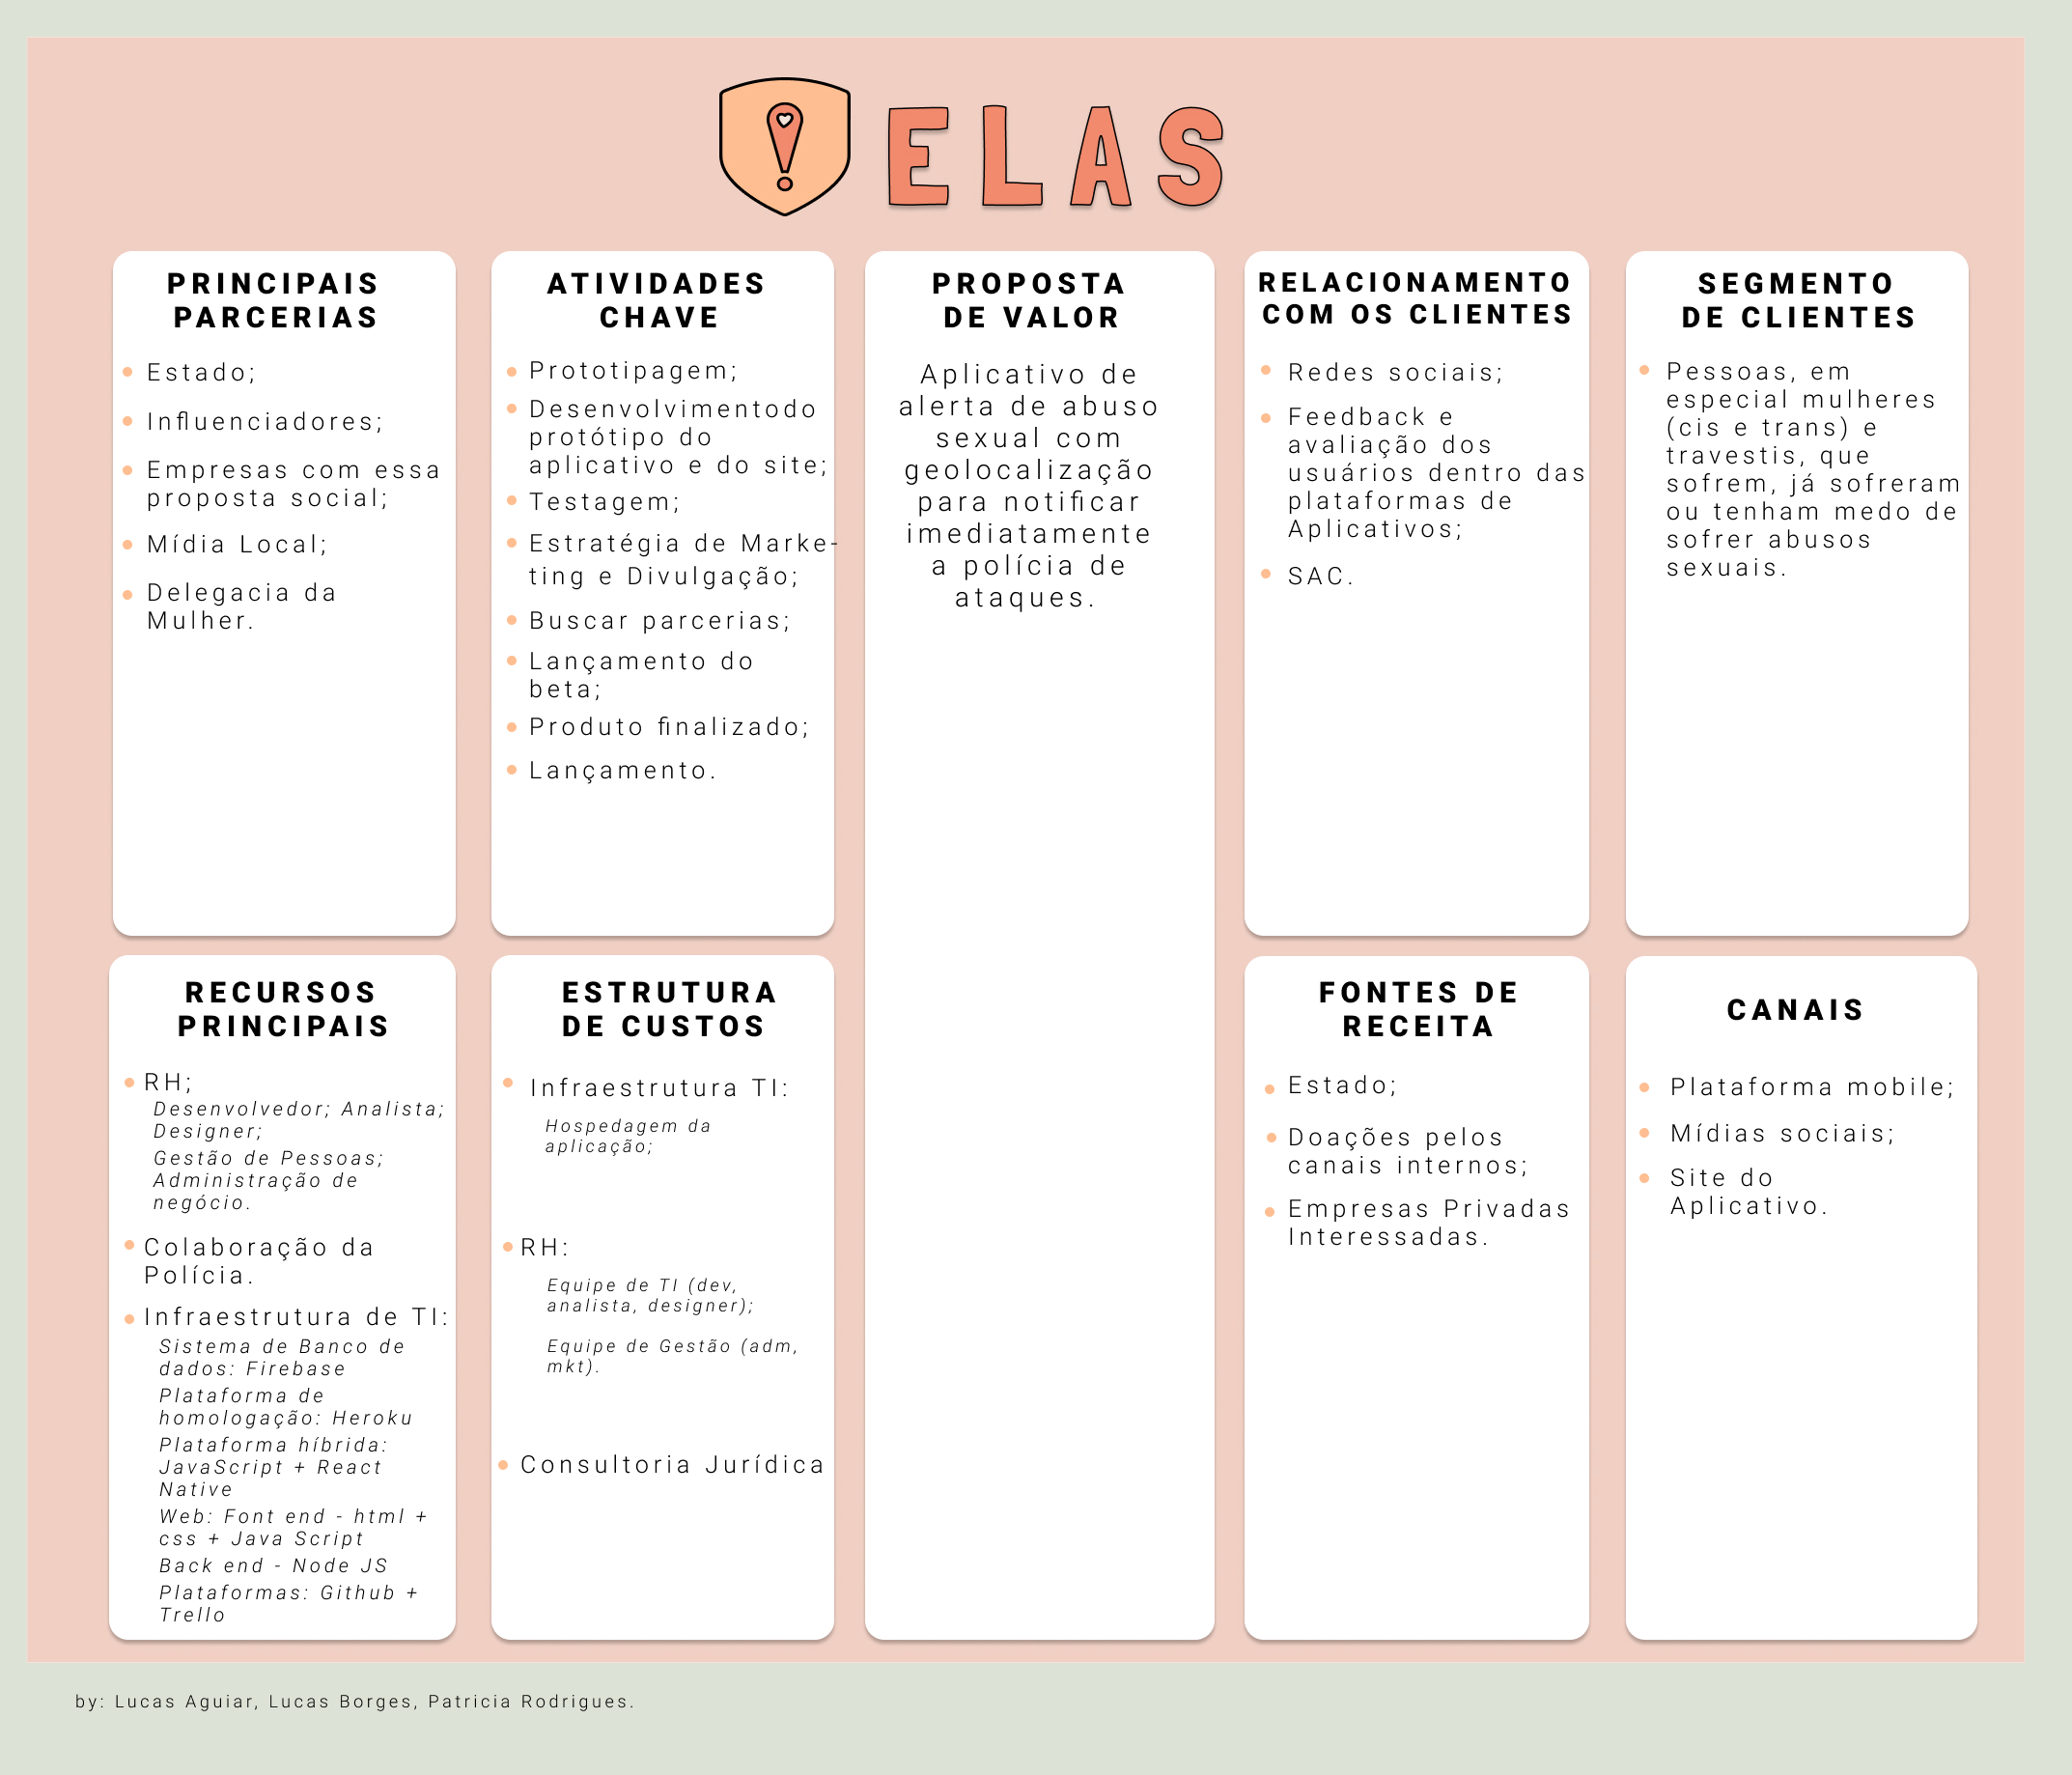 ELAS
PRINCIPAIS
PARCERIAS
Estado;
Influenciadores;
Empresas com essa
proposta social;
Mídia Local;
Delegacia da
Mulher.
ATIVIDADES
CHAVE
Prototipagem;
Desenvolvimentodo
protótipo do
aplicativo e do site;
Testagem;
Estratégia de Marke-
ting e Divulgação;
Buscar parcerias;
Lançamento do
beta;
Produto finalizado;
Lançamento.
PROPOSTA
DE VALOR
Aplicativo de
alerta de abuso
sexual com
geolocalização
para notificar
imediatamente
a polícia de
ataques.
RELACIONAMENTO
COM OS CLIENTES
Redes sociais;
Feedback e
avaliação dos
usuários dentro das
plataformas de
Aplicativos;
SAC.
SEGMENTO
DE CLIENTES
Pessoas, em
especial mulheres
(cis e trans) e
travestis, que
sofrem, já sofreram
ou tenham medo de
sofrer abusos
sexuais.
RECURSOS
PRINCIPAIS
RH;
Desenvolvedor; Analista;
Designer;
Gestão de Pessoas;
Administração de
negócio.
Colaboração da
Polícia.
Infraestrutura de TI:
Sistema de Banco de
dados: Firebase
Plataforma de
homologação: Heroku
Plataforma híbrida:
JavaScript + React
Native
Web: Font end - html +
css + Java Script
Back end - Node JS
Plataformas: Github +
Trello
ESTRUTURA
DE CUSTOS
Infraestrutura TI:
Hospedagem da
aplicação;
RH:
Equipe de TI (dev,
analista, designer);
Equipe de Gestão (adm,
mkt).
Consultoria Jurídica
FONTES DE
RECEITA
Estado;
Doações pelos
canais internos;
Empresas Privadas
Interessadas.
CANAIS
Plataforma mobile;
Mídias sociais;
Site do
Aplicativo.
by: Lucas Aguiar, Lucas Borges, Patricia Rodrigues.